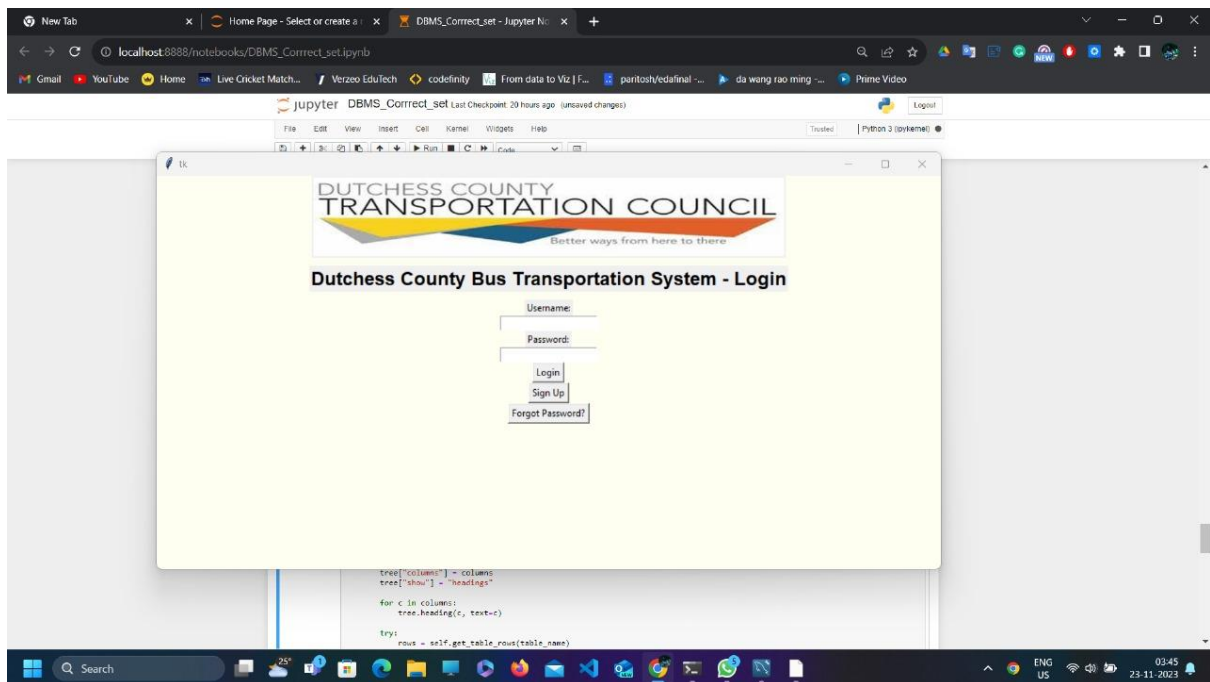 New Tab
Home Page - Select or create a
DBMS_Corrrect_set - Jupyter No
localhost:8888/notebooks/DBMS_Corrrect_set.ipynb
Gmail YouTube Home Live Cricket Match... Verzeo EduTech codefinity From data to Viz | F... paritosh/edafinal -... da wang rao ming -... Prime Video
NEW
jupyter DBMS_Corrrect_set Last Checkpoint: 20 hours ago (unsaved changes)
Logout
File Edit View Insert Cell Kernel Widgets Help
Trusted Python 3 (ipykernel)
Run Code
tk
DUTCHESS COUNTY
TRANSPORTATION COUNCIL
Better ways from here to there
Dutchess County Bus Transportation System - Login
Username:
Password:
Login
Sign Up
Forgot Password?
tree["columns"] = columns
tree["show"] = "headings"
for c in columns:
tree.heading(c, text=c)
try:
rows = self.get_table_rows(table_name)
Search
25°
ENG
US
03:45
23-11-2023